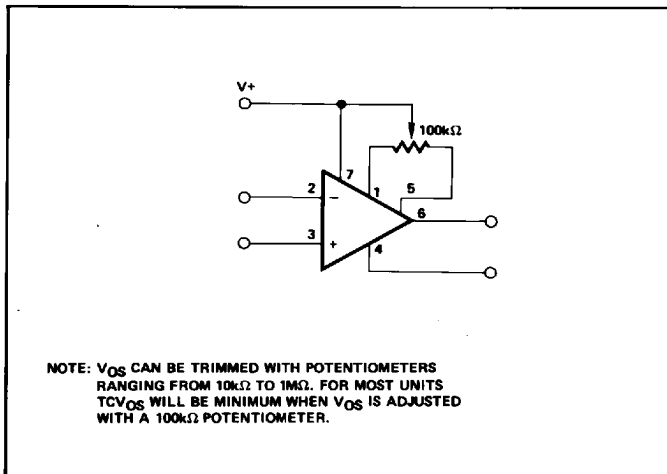 V+
100kΩ
7
1
5
2
−
6
3
+
4
NOTE: VOS CAN BE TRIMMED WITH POTENTIOMETERS
RANGING FROM 10kΩ TO 1MΩ. FOR MOST UNITS
TCVOS WILL BE MINIMUM WHEN VOS IS ADJUSTED
WITH A 100kΩ POTENTIOMETER.